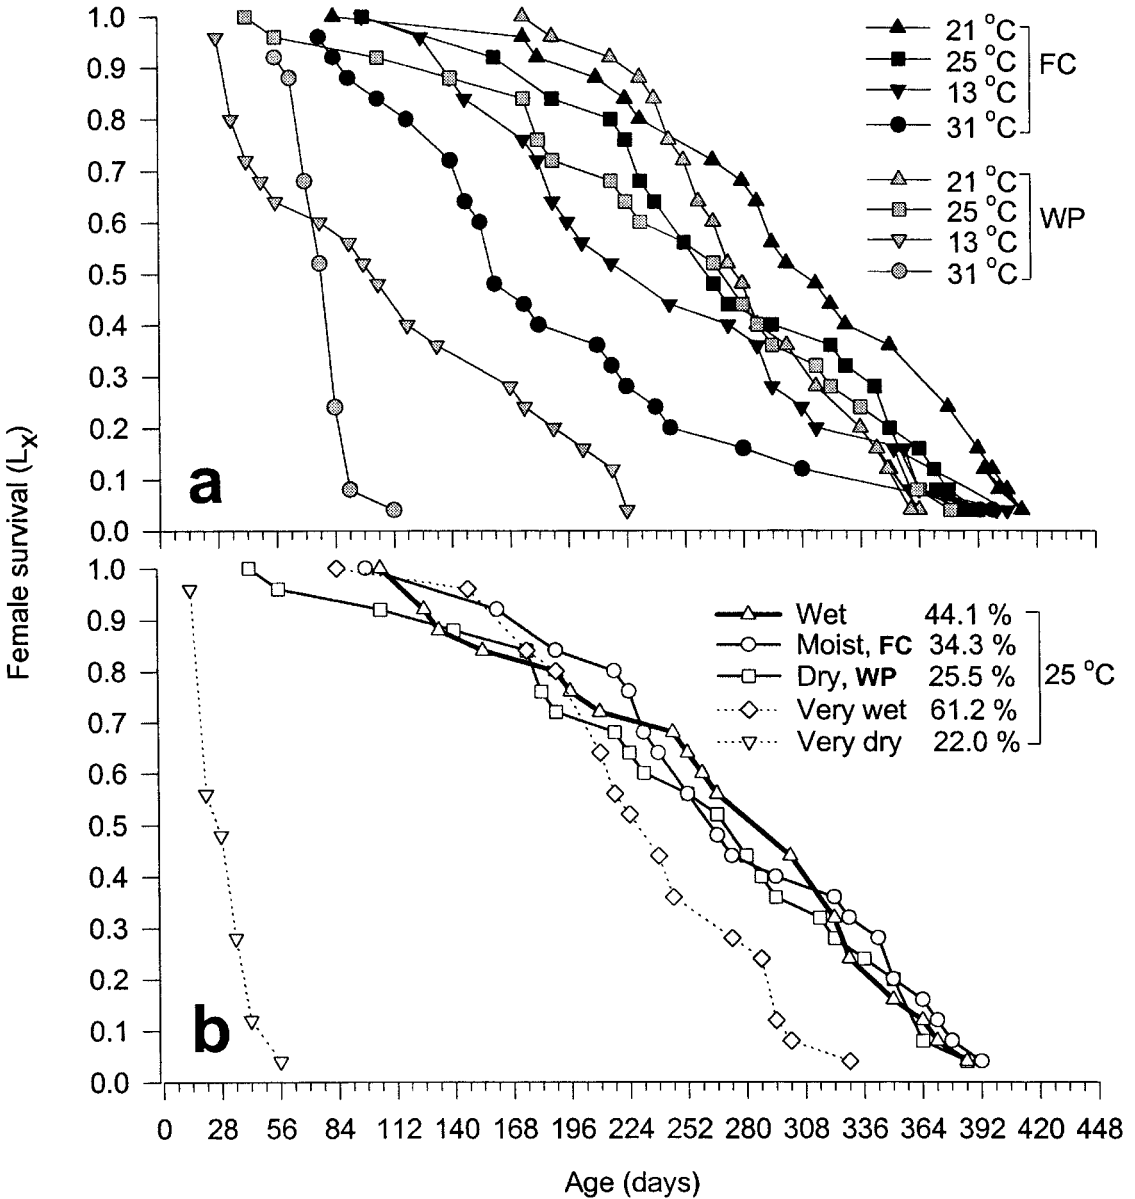 1.0
0.9
0.8
0.7
0.6
0.5
0.4
0.3
0.2
0.1
0.0
a
21 °C
25 °C
13 °C
31 °C
FC
21 °C
25 °C
13 °C
31 °C
WP
Female survival (Lx)
1.0
0.9
0.8
0.7
0.6
0.5
0.4
0.3
0.2
0.1
0.0
b
Wet 44.1 %
Moist, FC 34.3 %
Dry, WP 25.5 %
Very wet 61.2 %
Very dry 22.0 %
25 °C
0 28 56 84 112 140 168 196 224 252 280 308 336 364 392 420 448
Age (days)